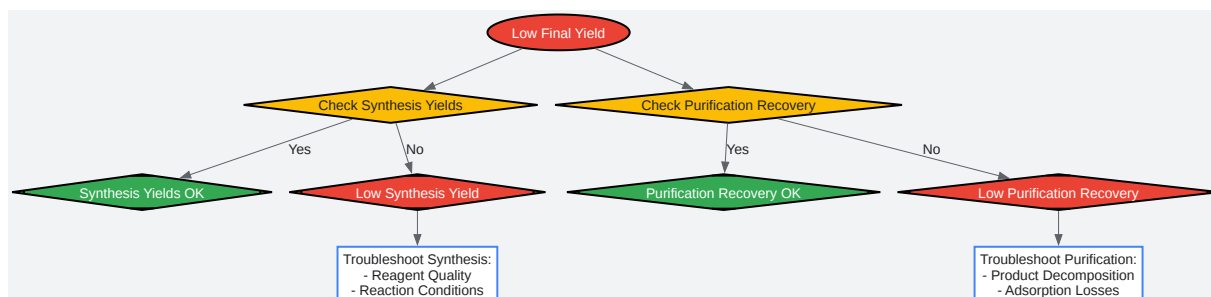 Low Final Yield
Check Synthesis Yields
Check Purification Recovery
Yes
No
Yes
No
Synthesis Yields OK
Low Synthesis Yield
Purification Recovery OK
Low Purification Recovery
Troubleshoot Synthesis:
- Reagent Quality
- Reaction Conditions
Troubleshoot Purification:
- Product Decomposition
- Adsorption Losses